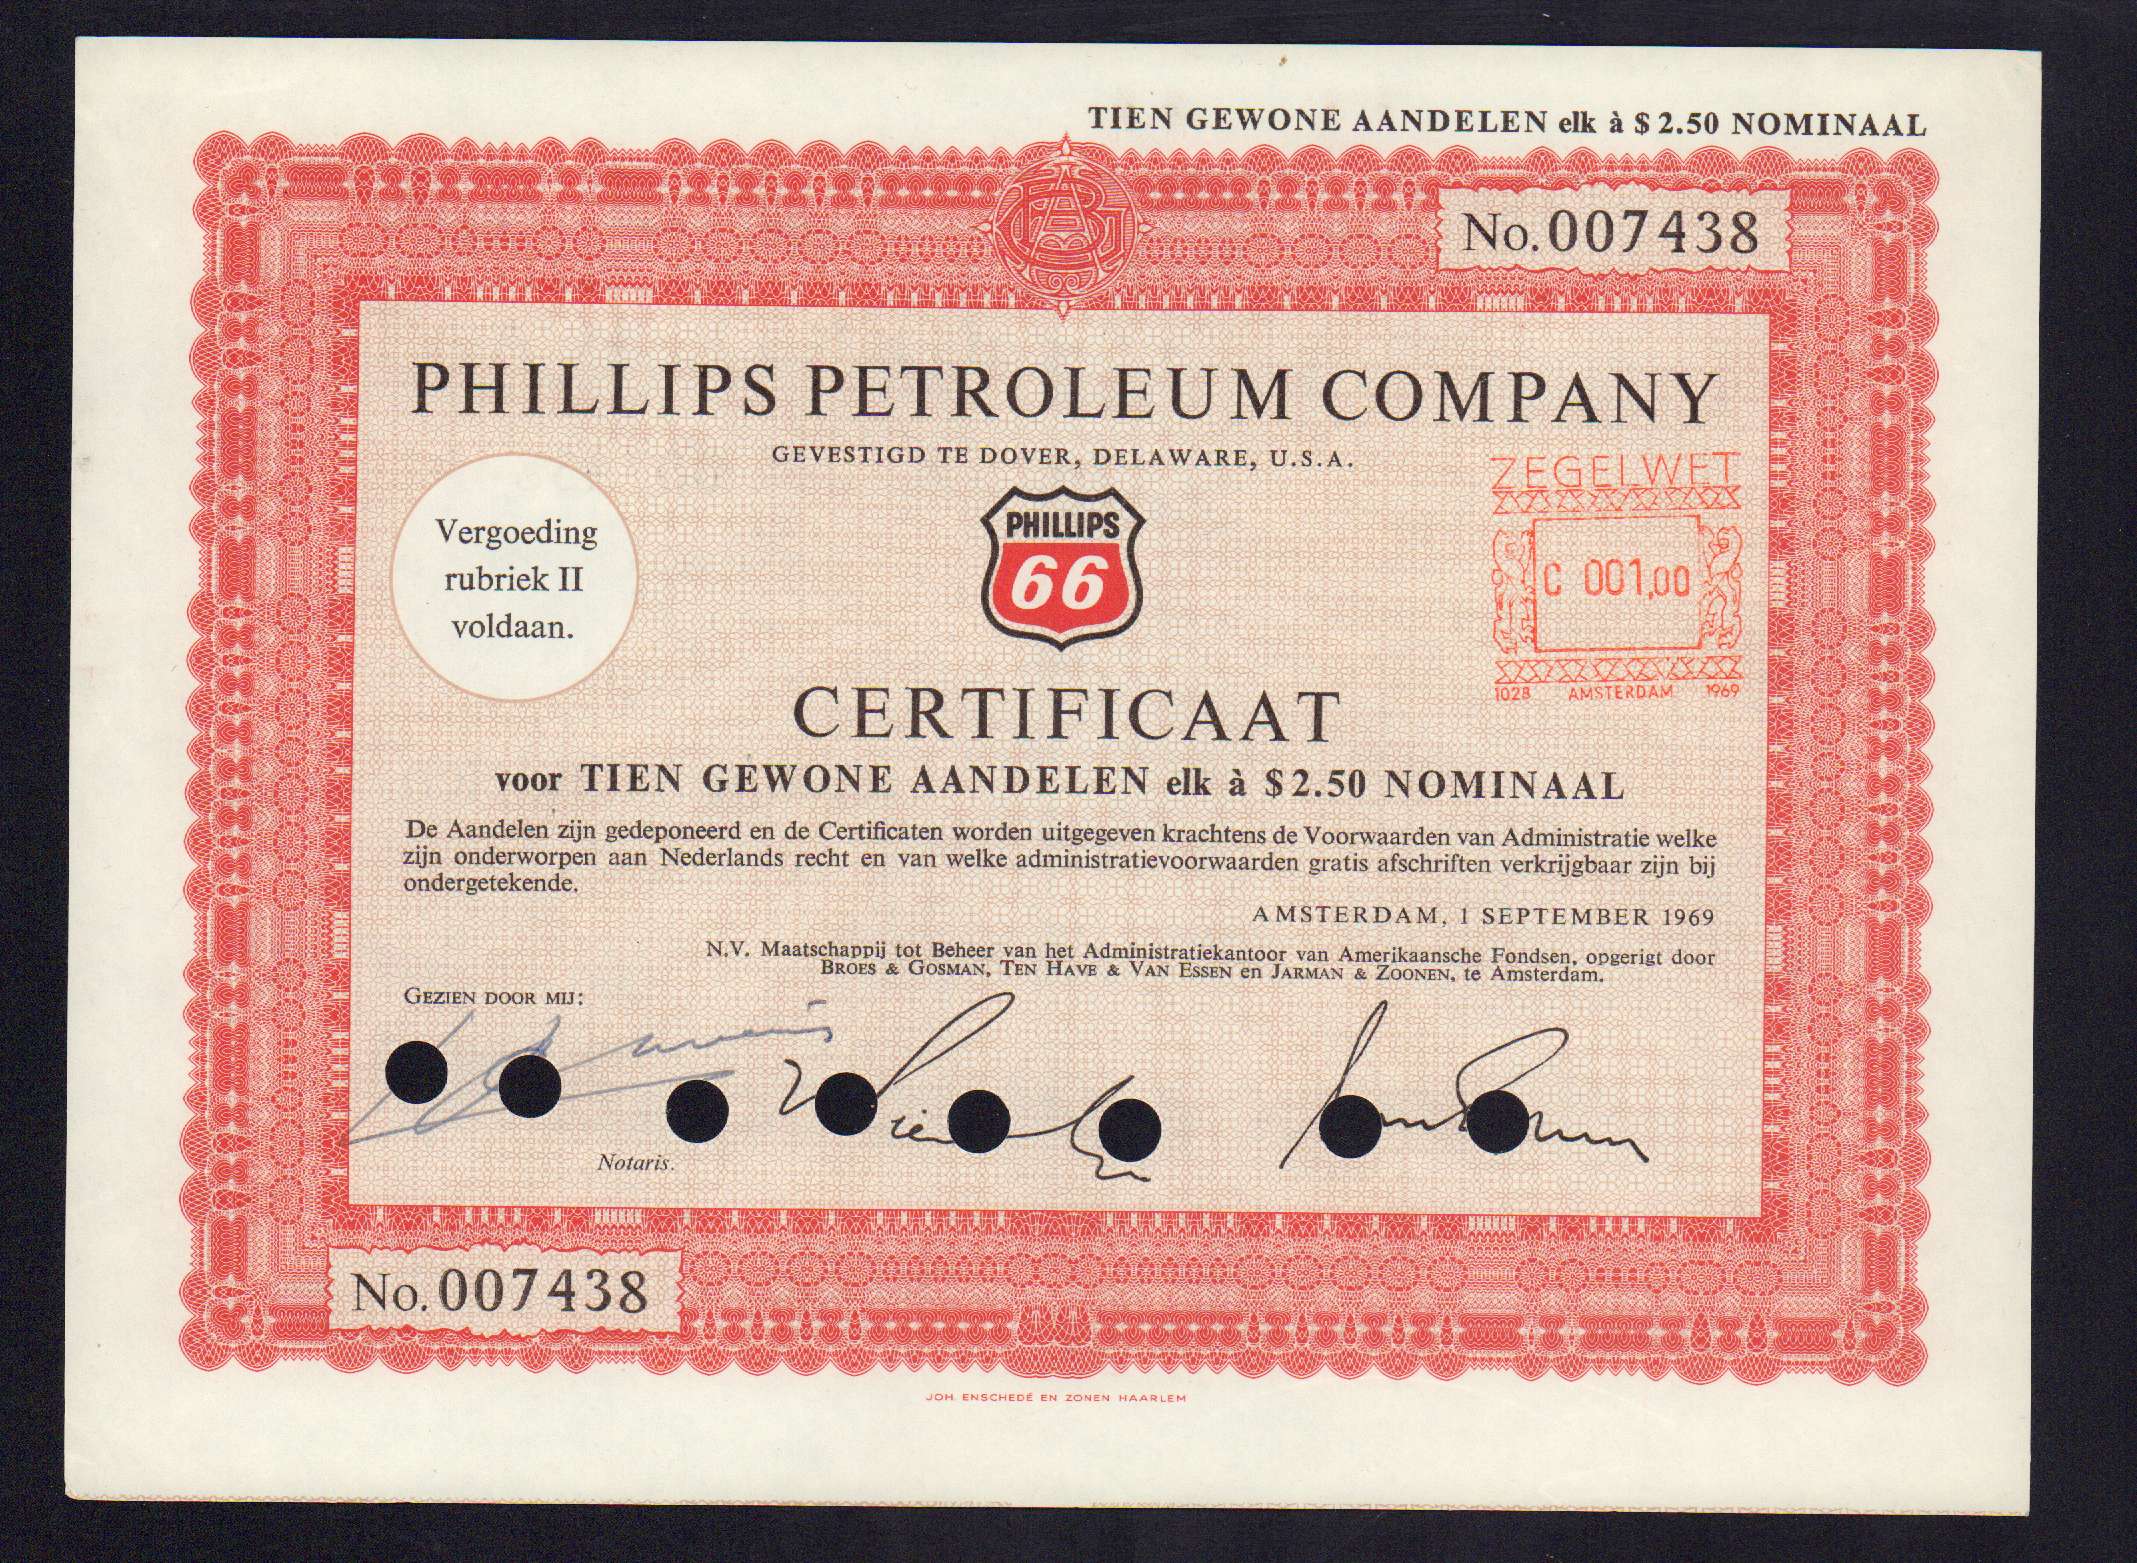 TIEN GEWONE AANDELEN elk à $ 2.50 NOMINAAL
No. 007438
PHILLIPS PETROLEUM COMPANY
GEVESTIGD TE DOVER, DELAWARE, U.S.A.
Vergoeding
rubriek II
voldaan.
PHILLIPS
66
ZEGELWET
C 001,00
1028 AMSTERDAM 1969
CERTIFICAAT
voor TIEN GEWONE AANDELEN elk à $ 2.50 NOMINAAL
De Aandelen zijn gedeponeerd en de Certificaten worden uitgegeven krachtens de Voorwaarden van Administratie welke
zijn onderworpen aan Nederlands recht en van welke administratievoorwaarden gratis afschriften verkrijgbaar zijn bij
ondergetekende.
AMSTERDAM, 1 SEPTEMBER 1969
N.V. Maatschappij tot Beheer van het Administratiekantoor van Amerikaansche Fondsen, opgerigt door
BROES & GOSMAN, TEN HAVE & VAN ESSEN en JARMAN & ZOONEN, te Amsterdam.
GEZIEN DOOR MIJ:
Notaris.
No. 007438
JOH. ENSCHEDÉ EN ZONEN HAARLEM